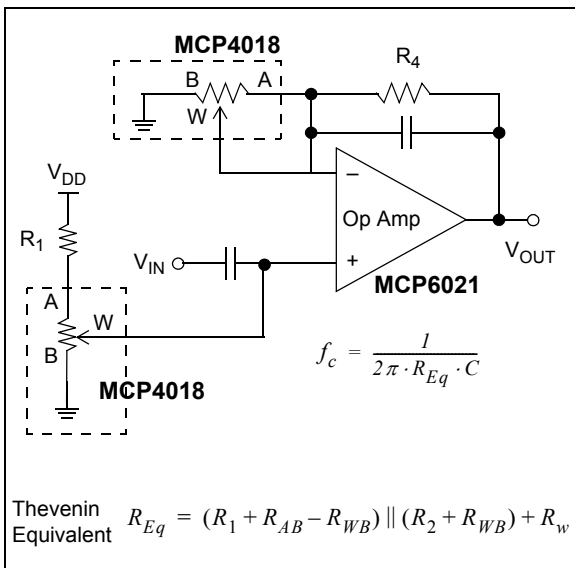 MCP4018
B
A
W
R4
VDD
R1
A
W
B
MCP4018
VIN
−
+
Op Amp
MCP6021
VOUT
fc = 1 / (2π · REq · C)
Thevenin Equivalent REq = (R1 + RAB – RWB) || (R2 + RWB) + Rw